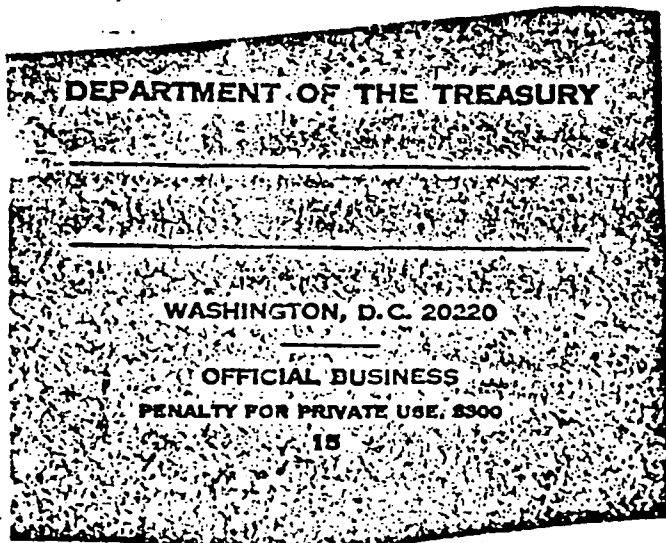 DEPARTMENT OF THE TREASURY
WASHINGTON, D.C. 20220
OFFICIAL BUSINESS
PENALTY FOR PRIVATE USE, $300
15